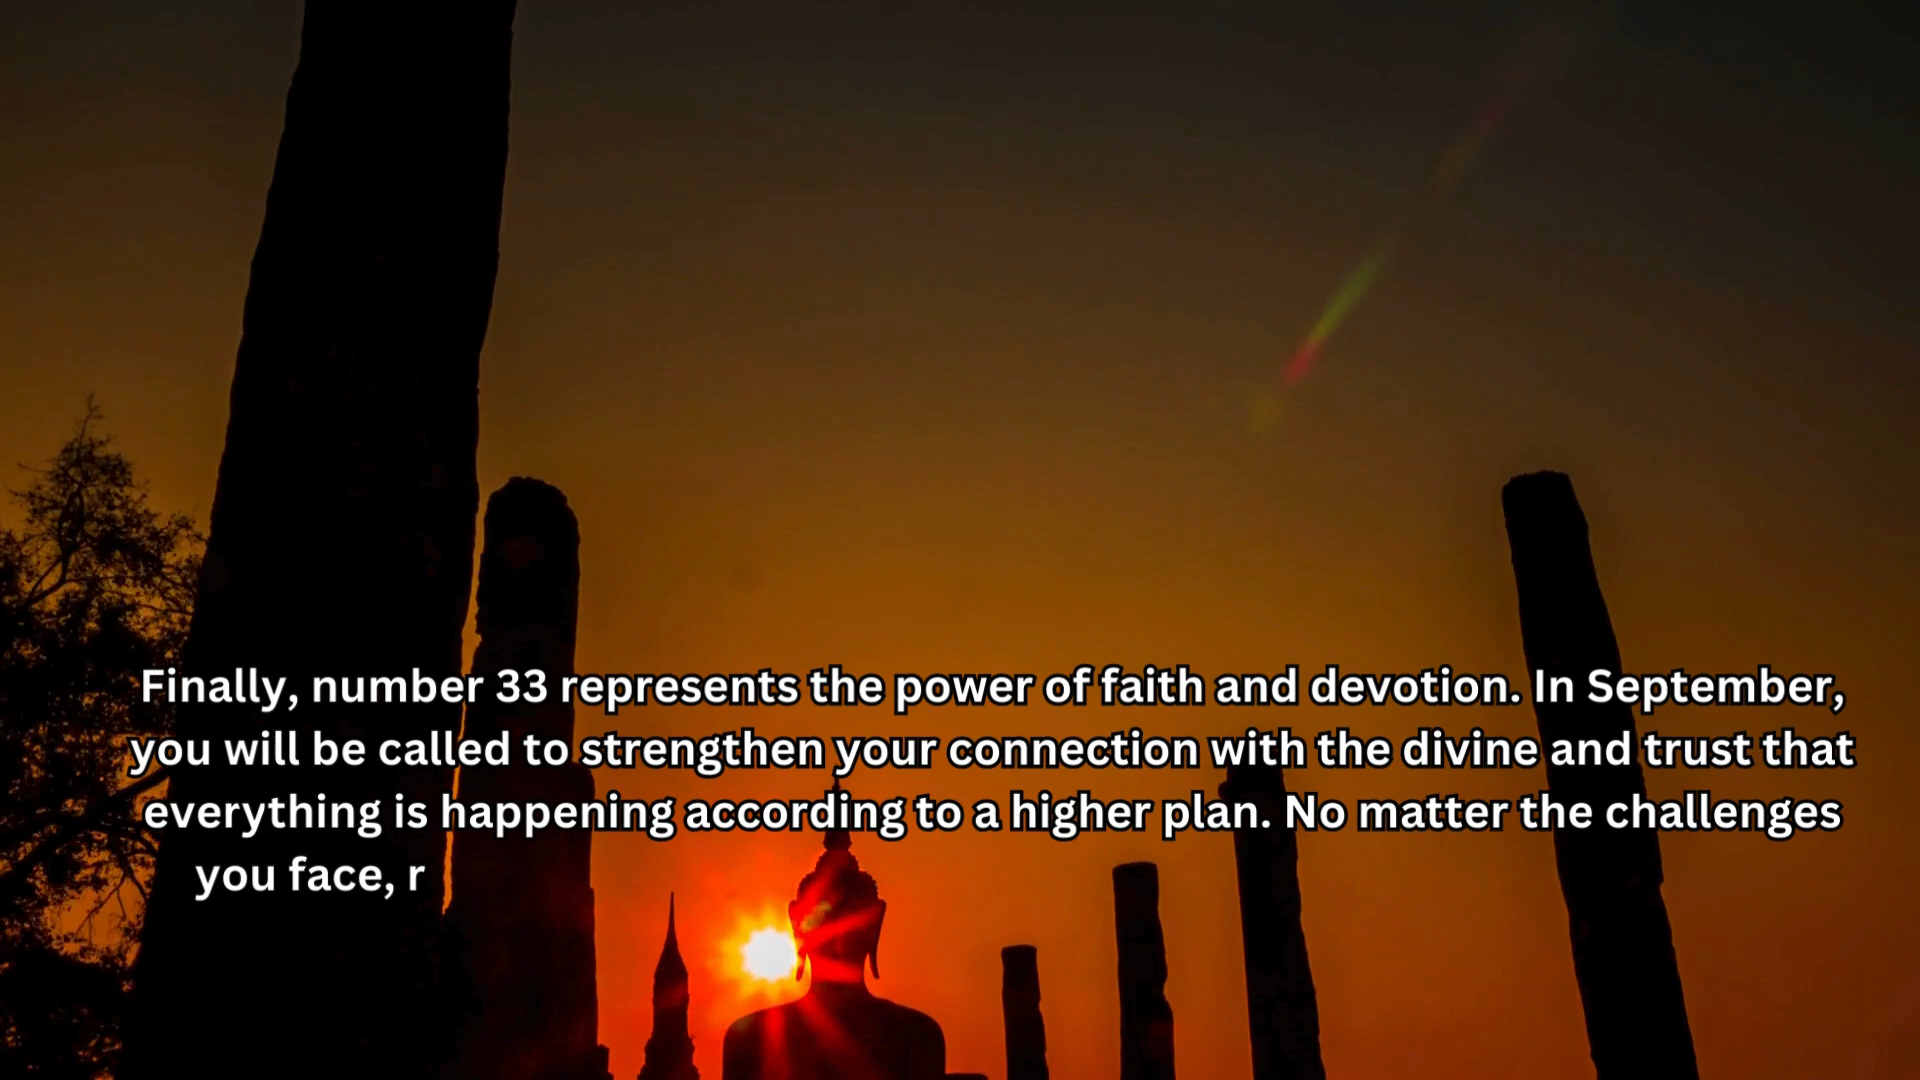 Finally, number 33 represents the power of faith and devotion. In September,
you will be called to strengthen your connection with the divine and trust that
everything is happening according to a higher plan. No matter the challenges
you face, r